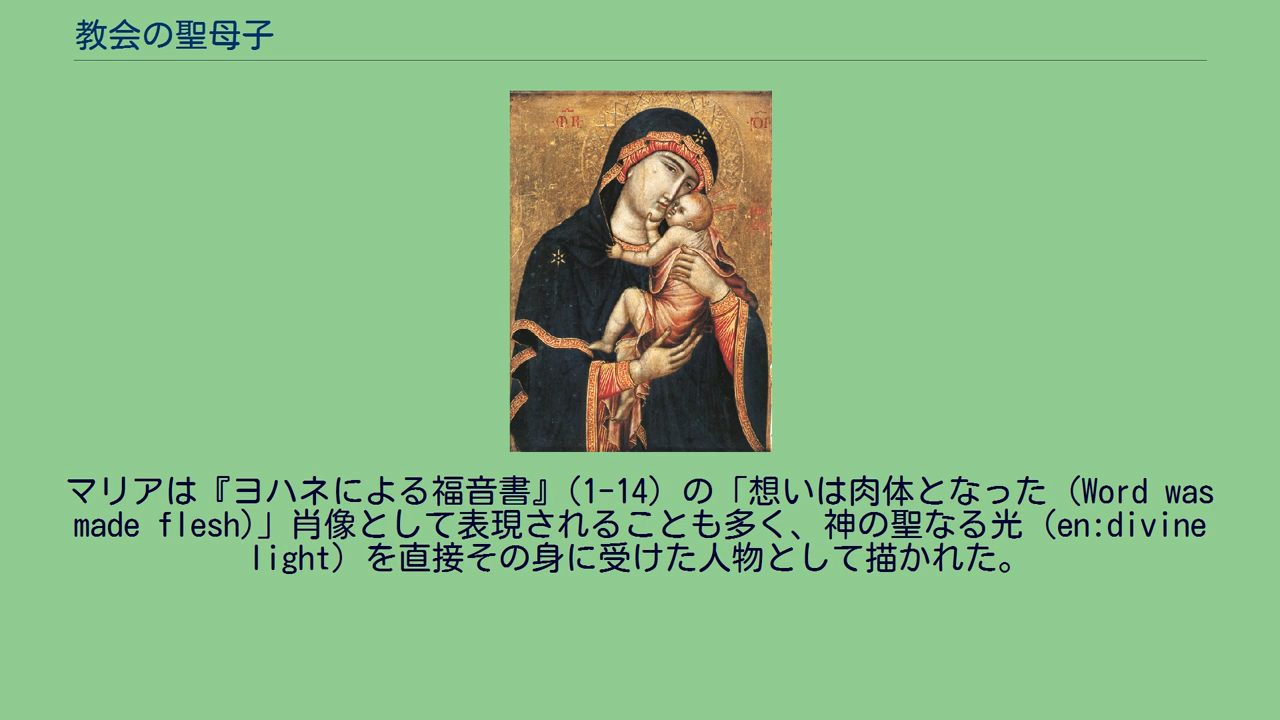 教会の聖母子
マリアは『ヨハネによる福音書』(1-14) の「想いは肉体となった (Word was
made flesh)」肖像として表現されることも多く、神の聖なる光 (en:divine
light) を直接その身に受けた人物として描かれた。